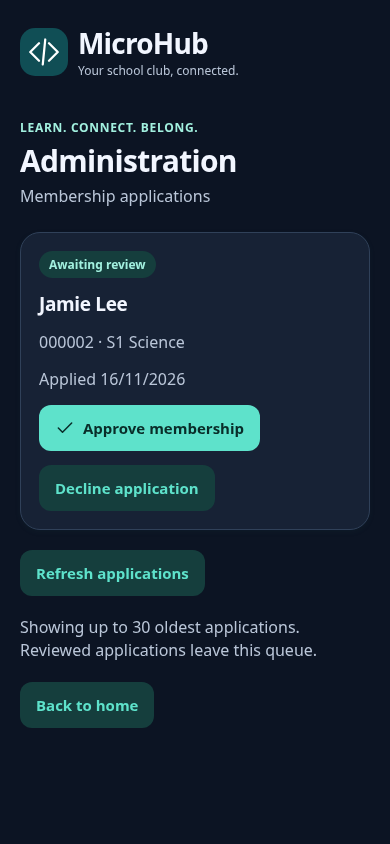 MicroHub
Your school club, connected.
LEARN. CONNECT. BELONG.
Administration
Membership applications
Awaiting review
Jamie Lee
000002 · S1 Science
Applied 16/11/2026
Approve membership
Decline application
Refresh applications
Showing up to 30 oldest applications.
Reviewed applications leave this queue.
Back to home